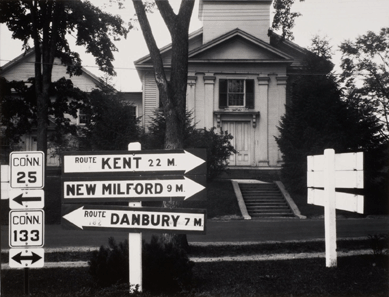 CONN.
25
CONN.
133
ROUTE KENT 22 M.
NEW MILFORD 9 M.
ROUTE DANBURY 7 M.